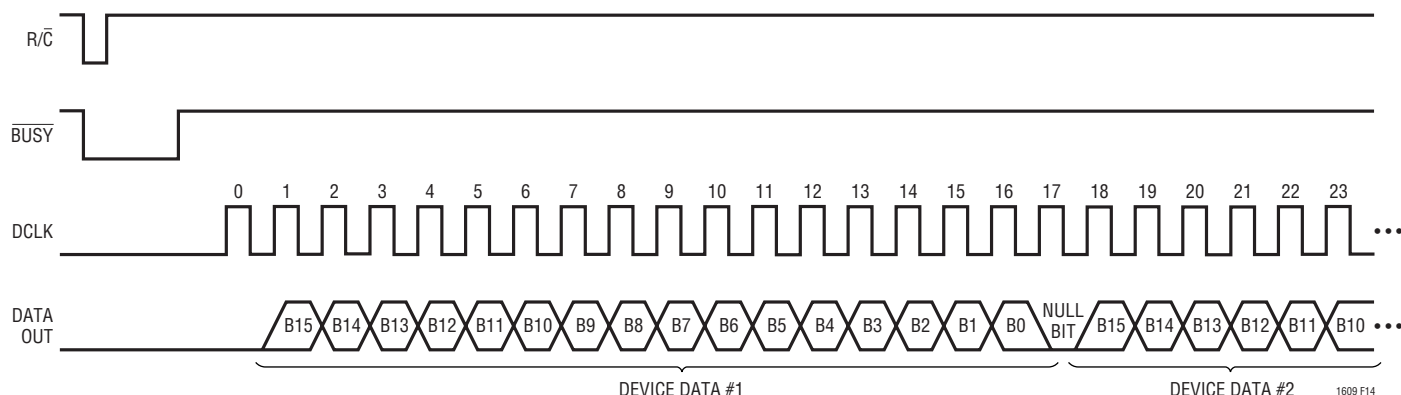 R/C̅
B̅U̅S̅Y̅
0 1 2 3 4 5 6 7 8 9 10 11 12 13 14 15 16 17 18 19 20 21 22 23
DCLK
•••
DATA OUT
B15 B14 B13 B12 B11 B10 B9 B8 B7 B6 B5 B4 B3 B2 B1 B0 NULL BIT B15 B14 B13 B12 B11 B10 •••
DEVICE DATA #1 DEVICE DATA #2
1609 F14